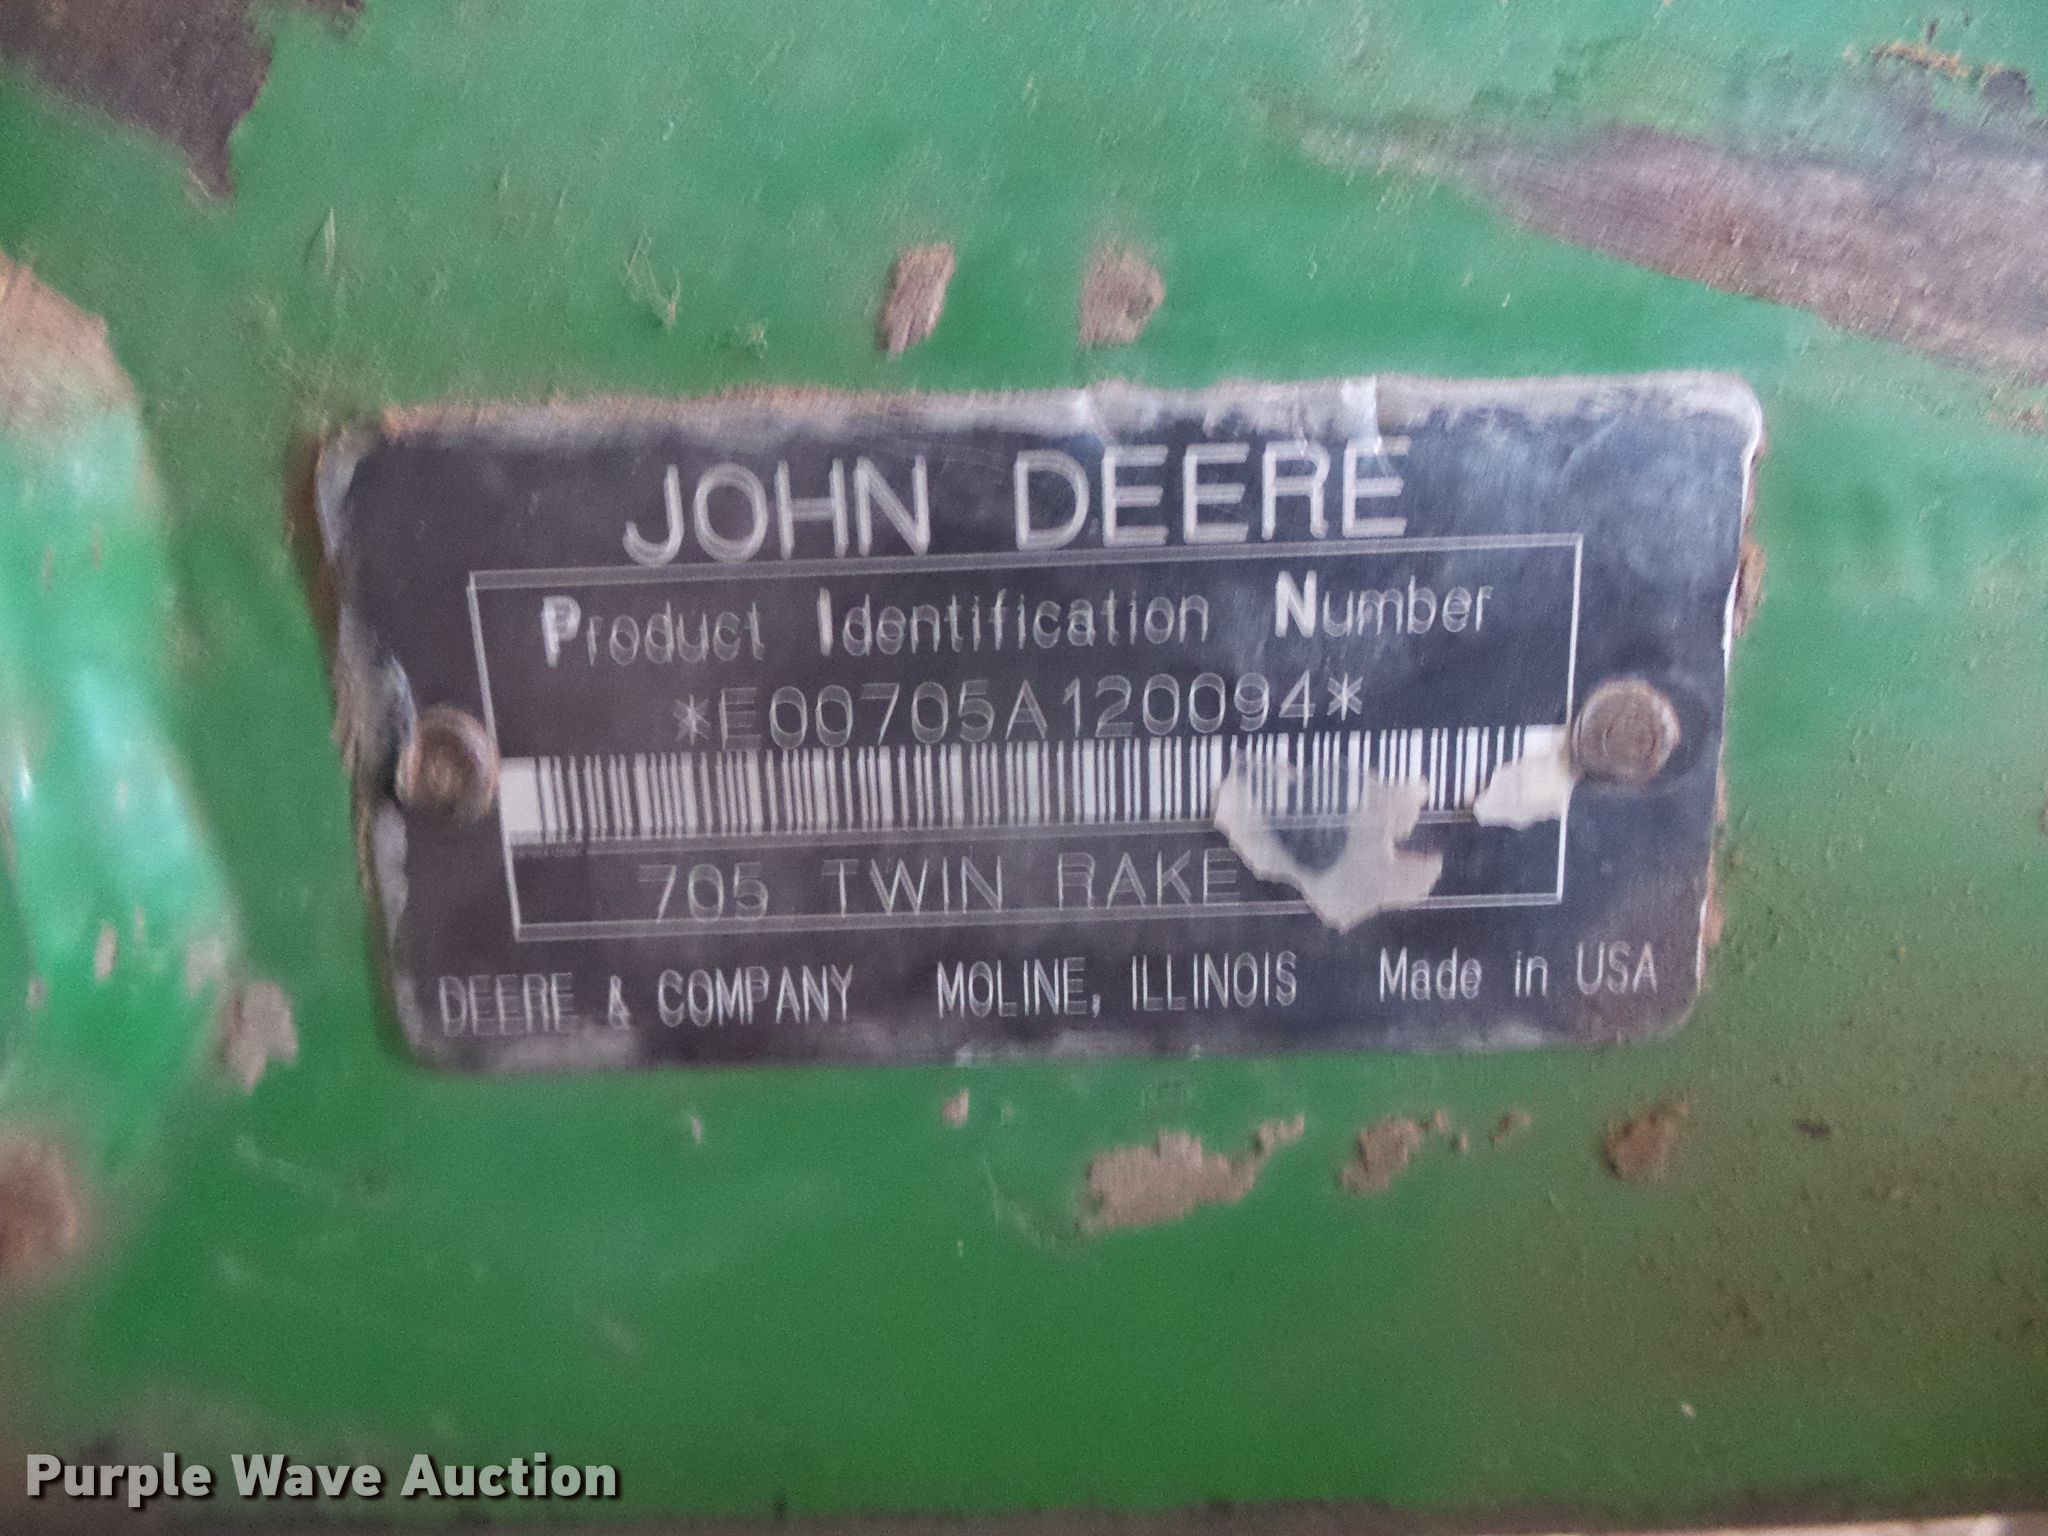 JOHN DEERE
Product Identification Number
*E00705A120094*
705 TWIN RAKE
DEERE & COMPANY MOLINE, ILLINOIS Made in USA
Purple Wave Auction